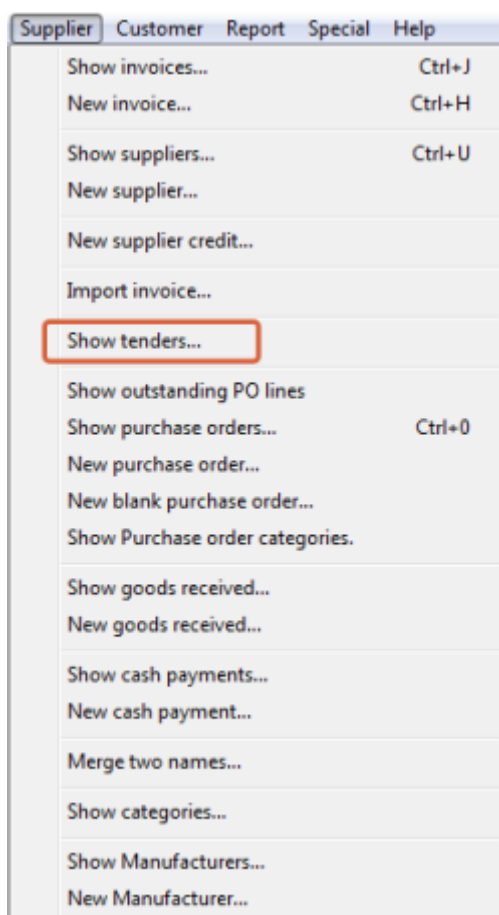 Supplier Customer Report Special Help
Show invoices... Ctrl+J
New invoice... Ctrl+H
Show suppliers... Ctrl+U
New supplier...
New supplier credit...
Import invoice...
Show tenders...
Show outstanding PO lines
Show purchase orders... Ctrl+0
New purchase order...
New blank purchase order...
Show Purchase order categories.
Show goods received...
New goods received...
Show cash payments...
New cash payment...
Merge two names...
Show categories...
Show Manufacturers...
New Manufacturer...